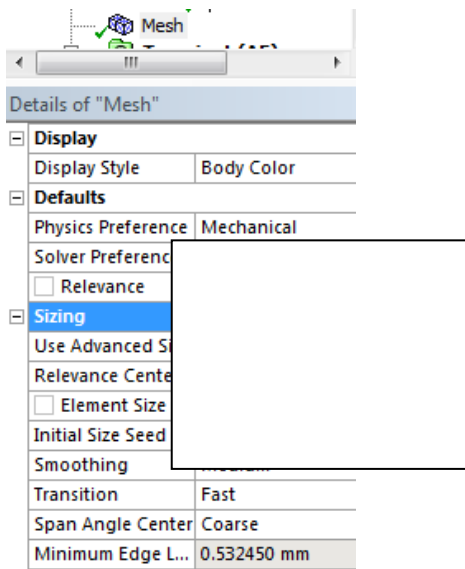 Mesh
Details of "Mesh"
Display
Display Style Body Color
Defaults
Physics Preference Mechanical
Solver Preferenc
Relevance
Sizing
Use Advanced Si
Relevance Cente
Element Size
Initial Size Seed
Smoothing
Transition Fast
Span Angle Center Coarse
Minimum Edge L... 0.532450 mm